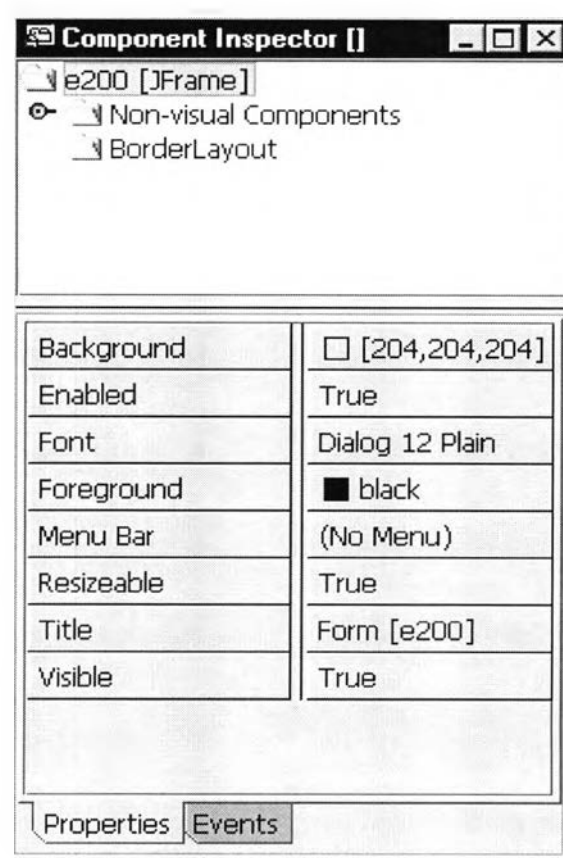 Component Inspector []
e200 [JFrame]
Non-visual Components
BorderLayout
Background [204,204,204]
Enabled True
Font Dialog 12 Plain
Foreground black
Menu Bar (No Menu)
Resizeable True
Title Form [e200]
Visible True
Properties Events